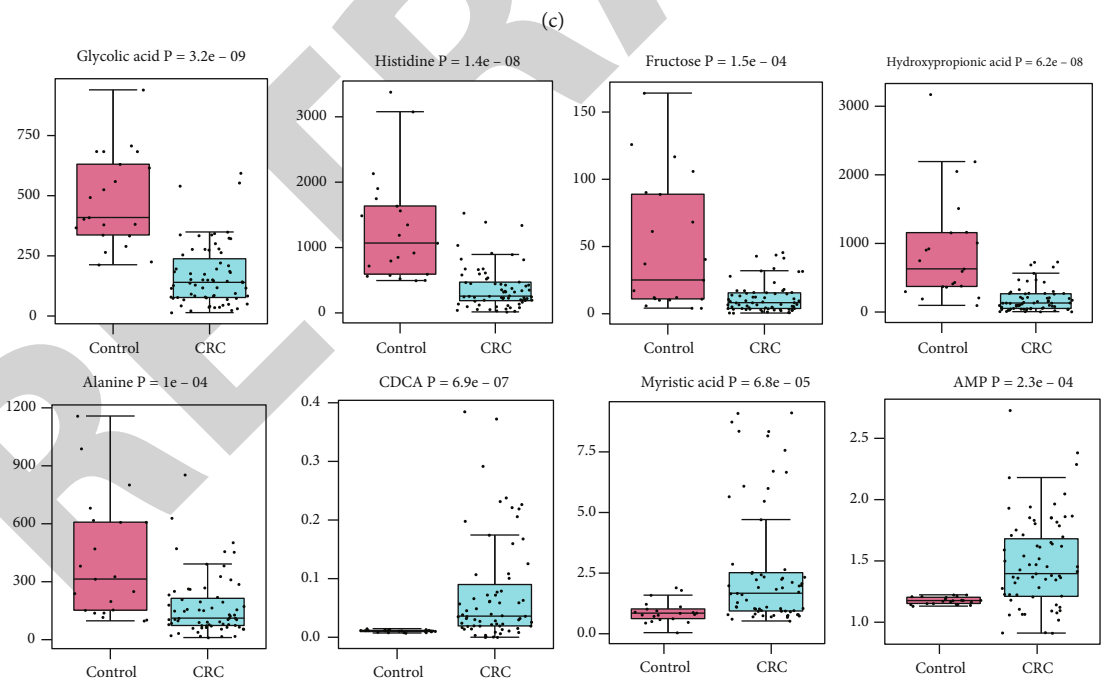 (c)
Glycolic acid P = 3.2e – 09
Histidine P = 1.4e – 08
Fructose P = 1.5e – 04
Hydroxypropionic acid P = 6.2e – 08
750
500
250
0
Control CRC
3000
2000
1000
0
Control CRC
150
100
50
0
Control CRC
3000
2000
1000
0
Control CRC
Alanine P = 1e – 04
CDCA P = 6.9e – 07
Myristic acid P = 6.8e – 05
AMP P = 2.3e – 04
1200
900
600
300
0
Control CRC
0.4
0.3
0.2
0.1
0.0
Control CRC
7.5
5.0
2.5
0.0
Control CRC
2.5
2.0
1.5
1.0
Control CRC